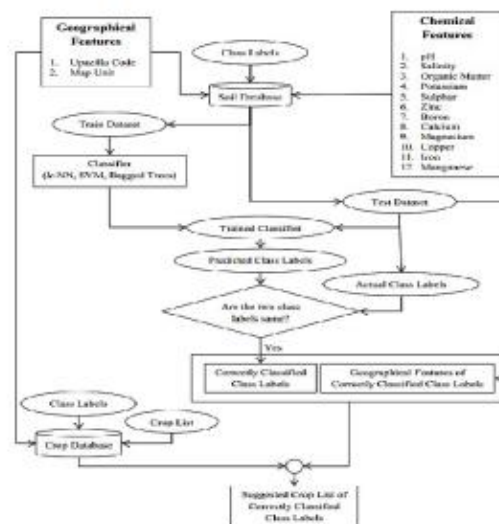 Geographical
Features
1. Upazilla Code
2. Map Unit
Class Labels
Soil Database
Chemical
Features
1. pH
2. Salinity
3. Organic Matter
4. Potassium
5. Sulphur
6. Zinc
7. Boron
8. Calcium
9. Magnesium
10. Copper
11. Iron
12. Manganese
Train Dataset
Classifier
(k-NN, SVM, Bagged Trees)
Test Dataset
Trained Classifier
Predicted Class Labels
Actual Class Labels
Are the two class
labels same?
Yes
Correctly Classified
Class Labels
Geographical Features of
Correctly Classified Class Labels
Class Labels
Crop List
Crop Database
Suggested Crop List of
Correctly Classified
Class Labels